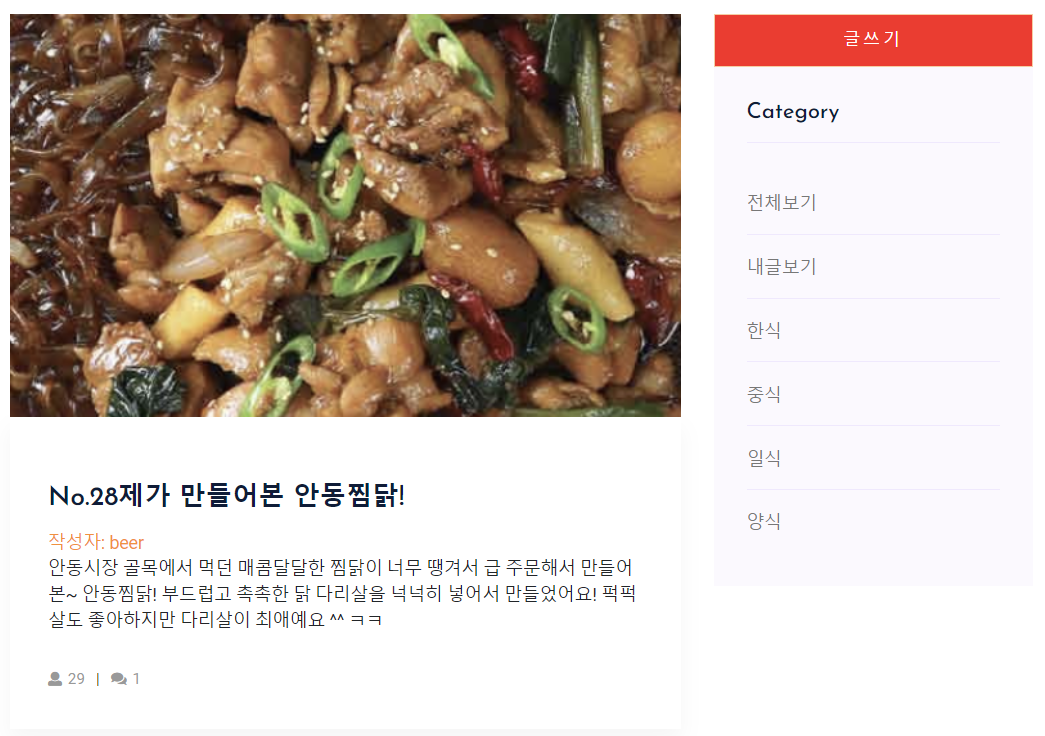 No.28제가 만들어본 안동찜닭!
작성자: beer
안동시장 골목에서 먹던 매콤달달한 찜닭이 너무 땡겨서 급 주문해서 만들어
본~ 안동찜닭! 부드럽고 촉촉한 닭 다리살을 넉넉히 넣어서 만들었어요! 퍽퍽
살도 좋아하지만 다리살이 최애예요 ^^ ㅋㅋ
29 | 1
글쓰기
Category
전체보기
내글보기
한식
중식
일식
양식